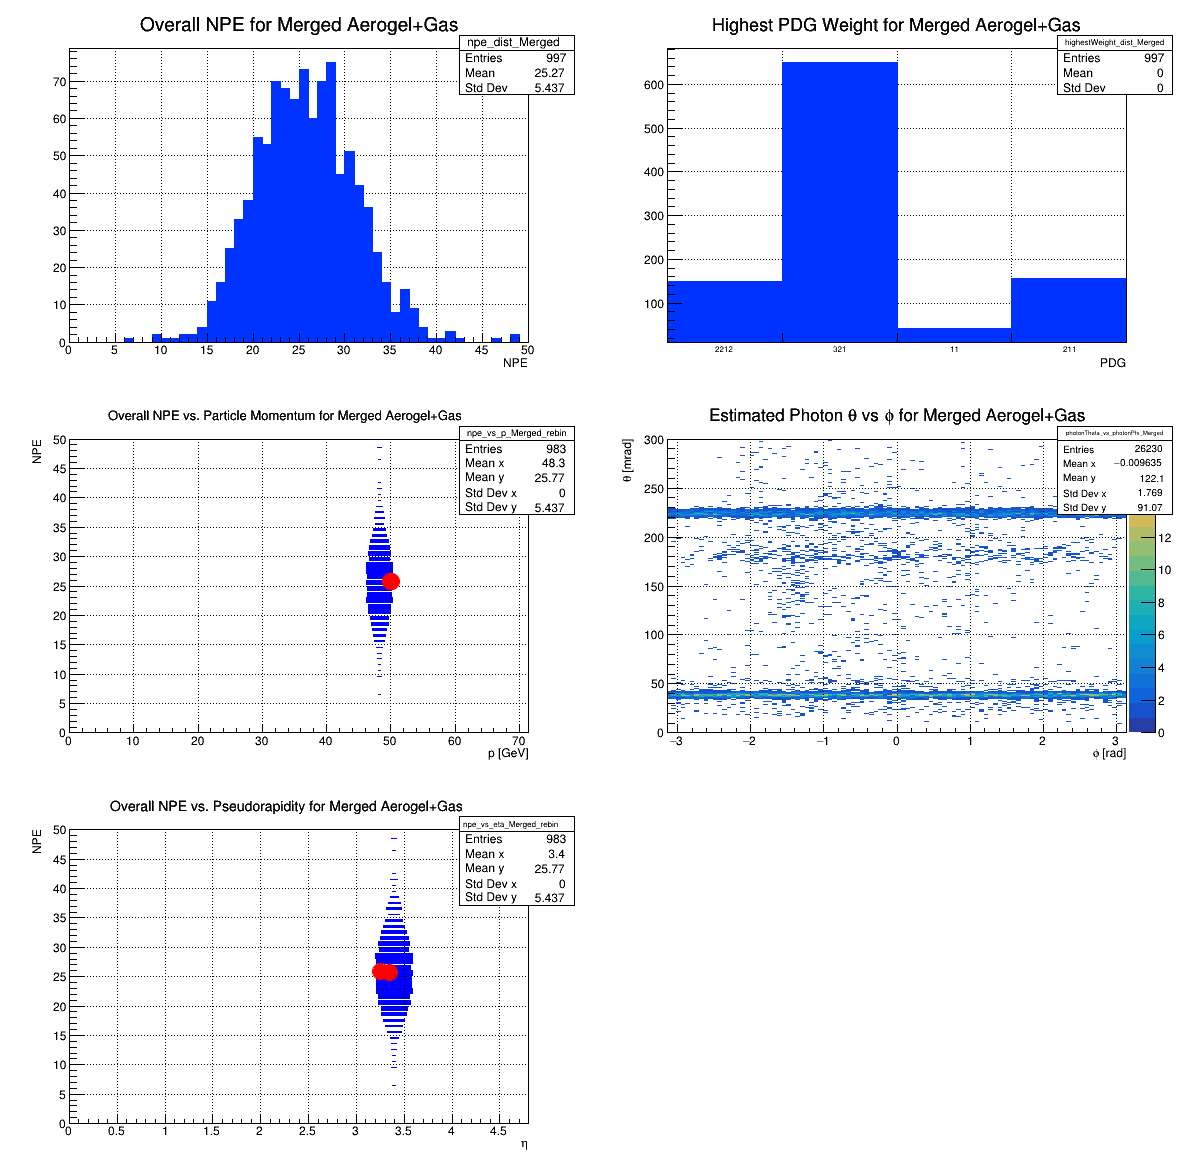 Overall NPE for Merged Aerogel+Gas
npe_dist_Merged
Entries 997
Mean 25.27
Std Dev 5.437
70
60
50
40
30
20
10
0
0 5 10 15 20 25 30 35 40 45 50
NPE
Highest PDG Weight for Merged Aerogel+Gas
highestWeight_dist_Merged
Entries 997
Mean 0
Std Dev 0
600
500
400
300
200
100
2212 321 11 211
PDG
Overall NPE vs. Particle Momentum for Merged Aerogel+Gas
NPE
npe_vs_p_Merged_rebin
Entries 983
Mean x 48.3
Mean y 25.77
Std Dev x 0
Std Dev y 5.437
50
45
40
35
30
25
20
15
10
5
0
0 10 20 30 40 50 60 70
p [GeV]
Estimated Photon θ vs ϕ for Merged Aerogel+Gas
θ [mrad]
photonTheta_vs_photonPhi_Merged
Entries 26230
Mean x −0.009635
Mean y 122.1
Std Dev x 1.769
Std Dev y 91.07
300
250
200
150
100
50
0
−3 −2 −1 0 1 2 3
ϕ [rad]
12
10
8
6
4
2
0
Overall NPE vs. Pseudorapidity for Merged Aerogel+Gas
NPE
npe_vs_eta_Merged_rebin
Entries 983
Mean x 3.4
Mean y 25.77
Std Dev x 0
Std Dev y 5.437
50
45
40
35
30
25
20
15
10
5
0
0 0.5 1 1.5 2 2.5 3 3.5 4 4.5
η